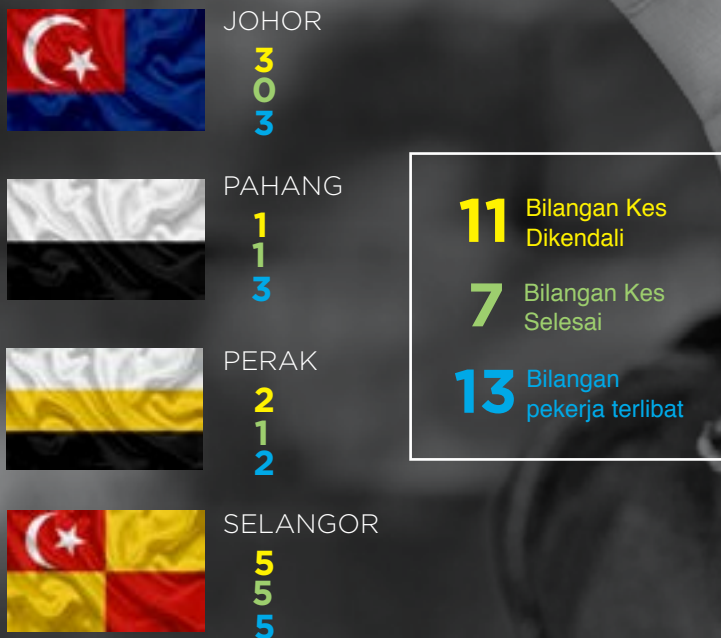 JOHOR
3
0
3
PAHANG
1
1
3
PERAK
2
1
2
SELANGOR
5
5
5
11 Bilangan Kes
Dikendali
7 Bilangan Kes
Selesai
13 Bilangan
pekerja terlibat